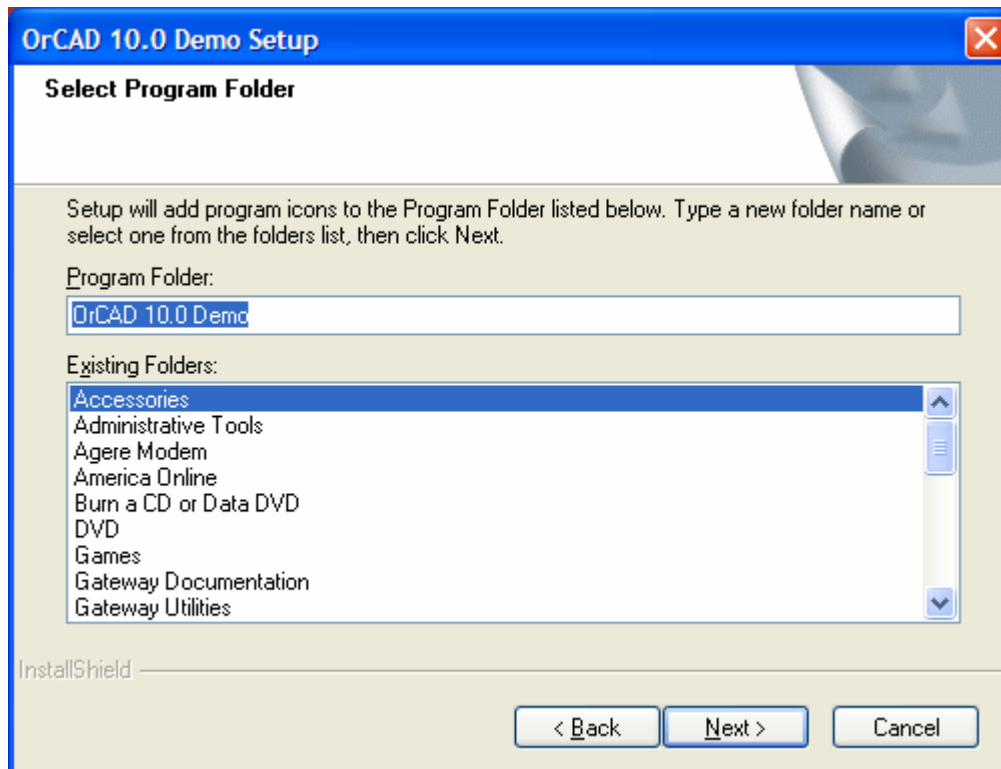 OrCAD 10.0 Demo Setup
Select Program Folder
Setup will add program icons to the Program Folder listed below. Type a new folder name or
select one from the folders list, then click Next.
Program Folder:
OrCAD 10.0 Demo
Existing Folders:
Accessories
Administrative Tools
Agere Modem
America Online
Burn a CD or Data DVD
DVD
Games
Gateway Documentation
Gateway Utilities
InstallShield
< Back
Next >
Cancel